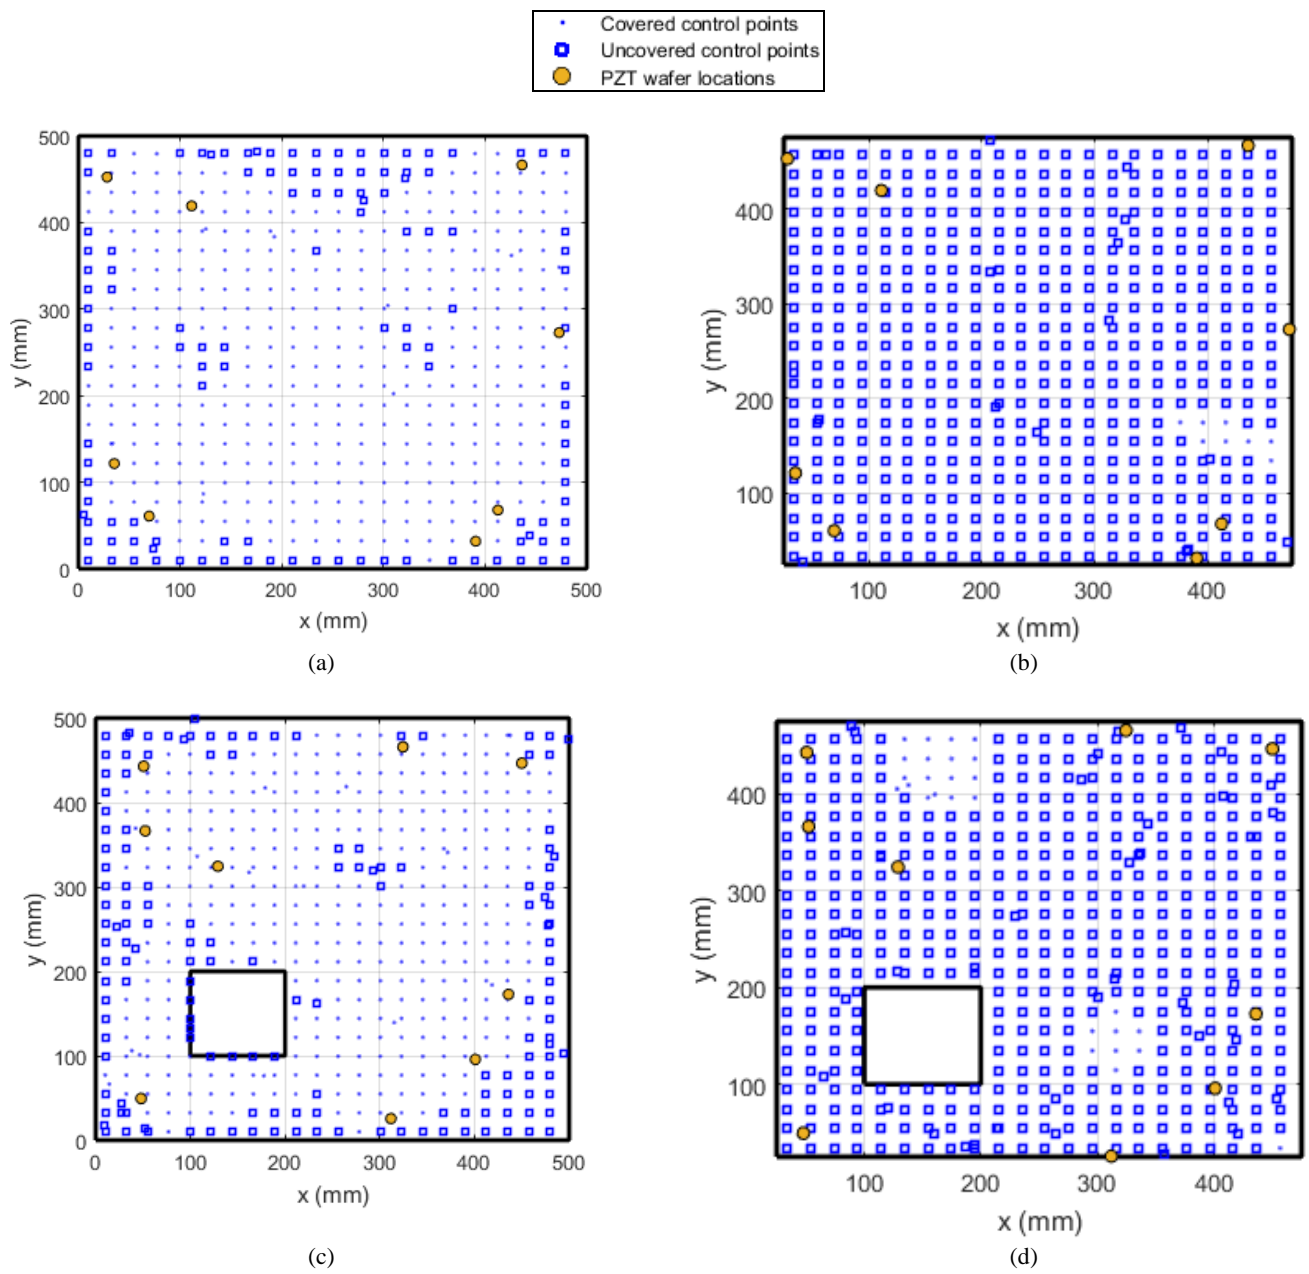 Covered control points
Uncovered control points
PZT wafer locations
500
400
300
200
100
0
y (mm)
0 100 200 300 400 500
x (mm)
(a)
400
300
200
100
y (mm)
100 200 300 400
x (mm)
(b)
500
400
300
200
100
0
y (mm)
0 100 200 300 400 500
x (mm)
(c)
400
300
200
100
y (mm)
100 200 300 400
x (mm)
(d)